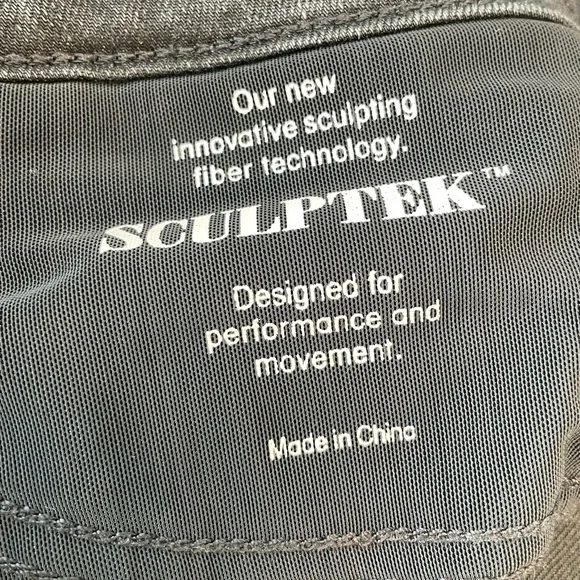 Our new
innovative sculpting
fiber technology.
SCULPTEK™
Designed for
performance and
movement.
Made in China